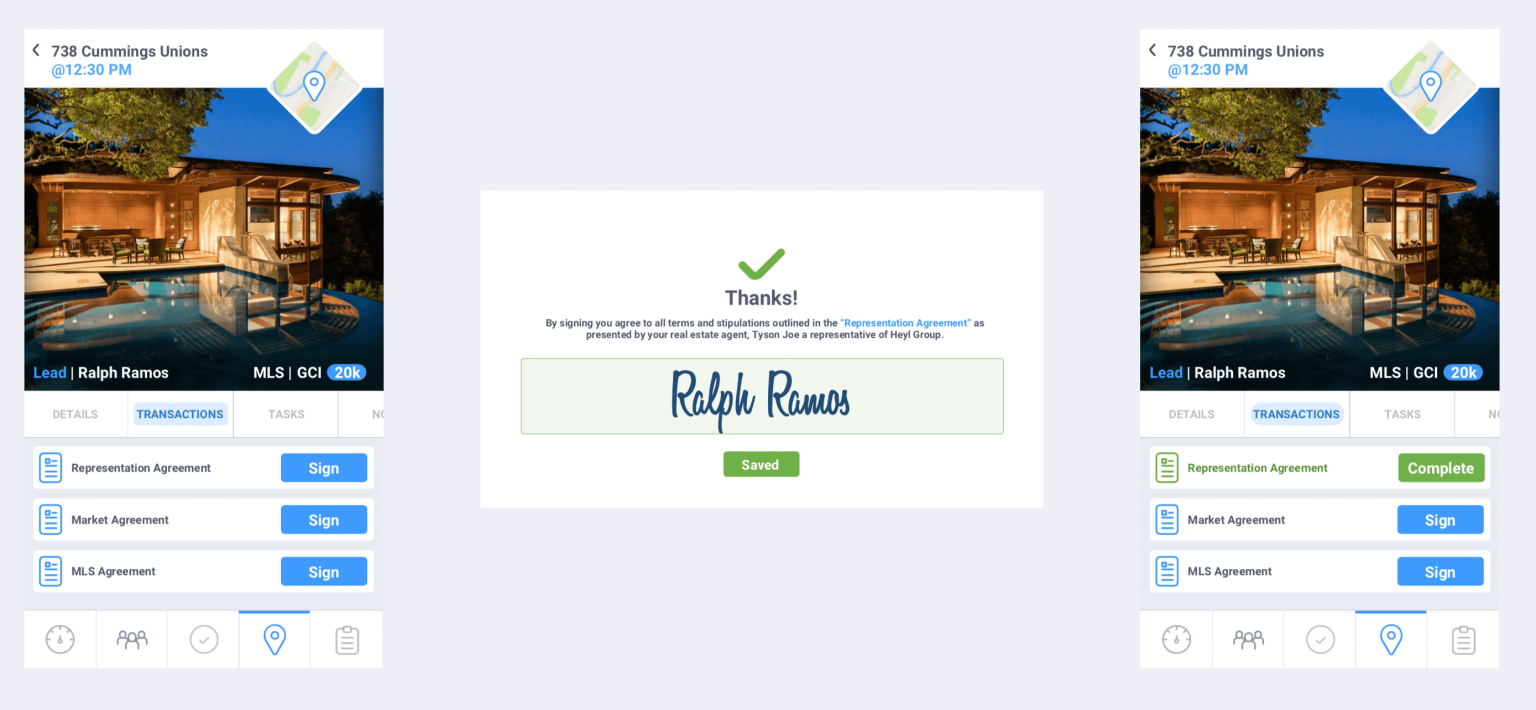 738 Cummings Unions
@12:30 PM
Lead | Ralph Ramos
MLS | GCI 20k
DETAILS
TRANSACTIONS
TASKS
NO
Representation Agreement
Sign
Market Agreement
Sign
MLS Agreement
Sign
Thanks!
By signing you agree to all terms and stipulations outlined in the “Representation Agreement” as
presented by your real estate agent, Tyson Joe a representative of Heyl Group.
Ralph Ramos
Saved
738 Cummings Unions
@12:30 PM
Lead | Ralph Ramos
MLS | GCI 20k
DETAILS
TRANSACTIONS
TASKS
NO
Representation Agreement
Complete
Market Agreement
Sign
MLS Agreement
Sign